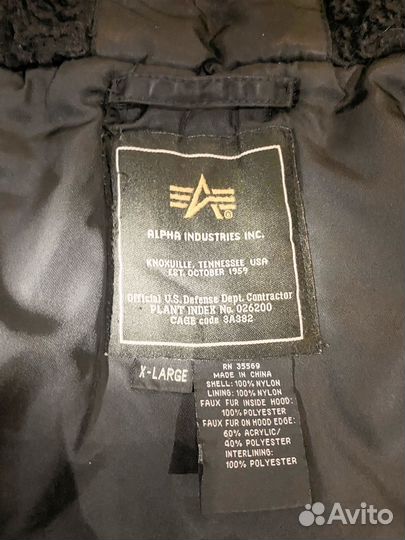 ALPHA INDUSTRIES INC.
KNOXVILLE, TENNESSEE USA
EST. OCTOBER 1959
Official U.S. Defense Dept. Contractor
PLANT INDEX No. 026200
CAGE code 3A382
X-LARGE
RN 35569
MADE IN CHINA
SHELL: 100% NYLON
LINING: 100% NYLON
FAUX FUR INSIDE HOOD:
100% POLYESTER
FAUX FUR ON HOOD EDGE:
60% ACRYLIC/
40% POLYESTER
INTERLINING:
100% POLYESTER
Avito